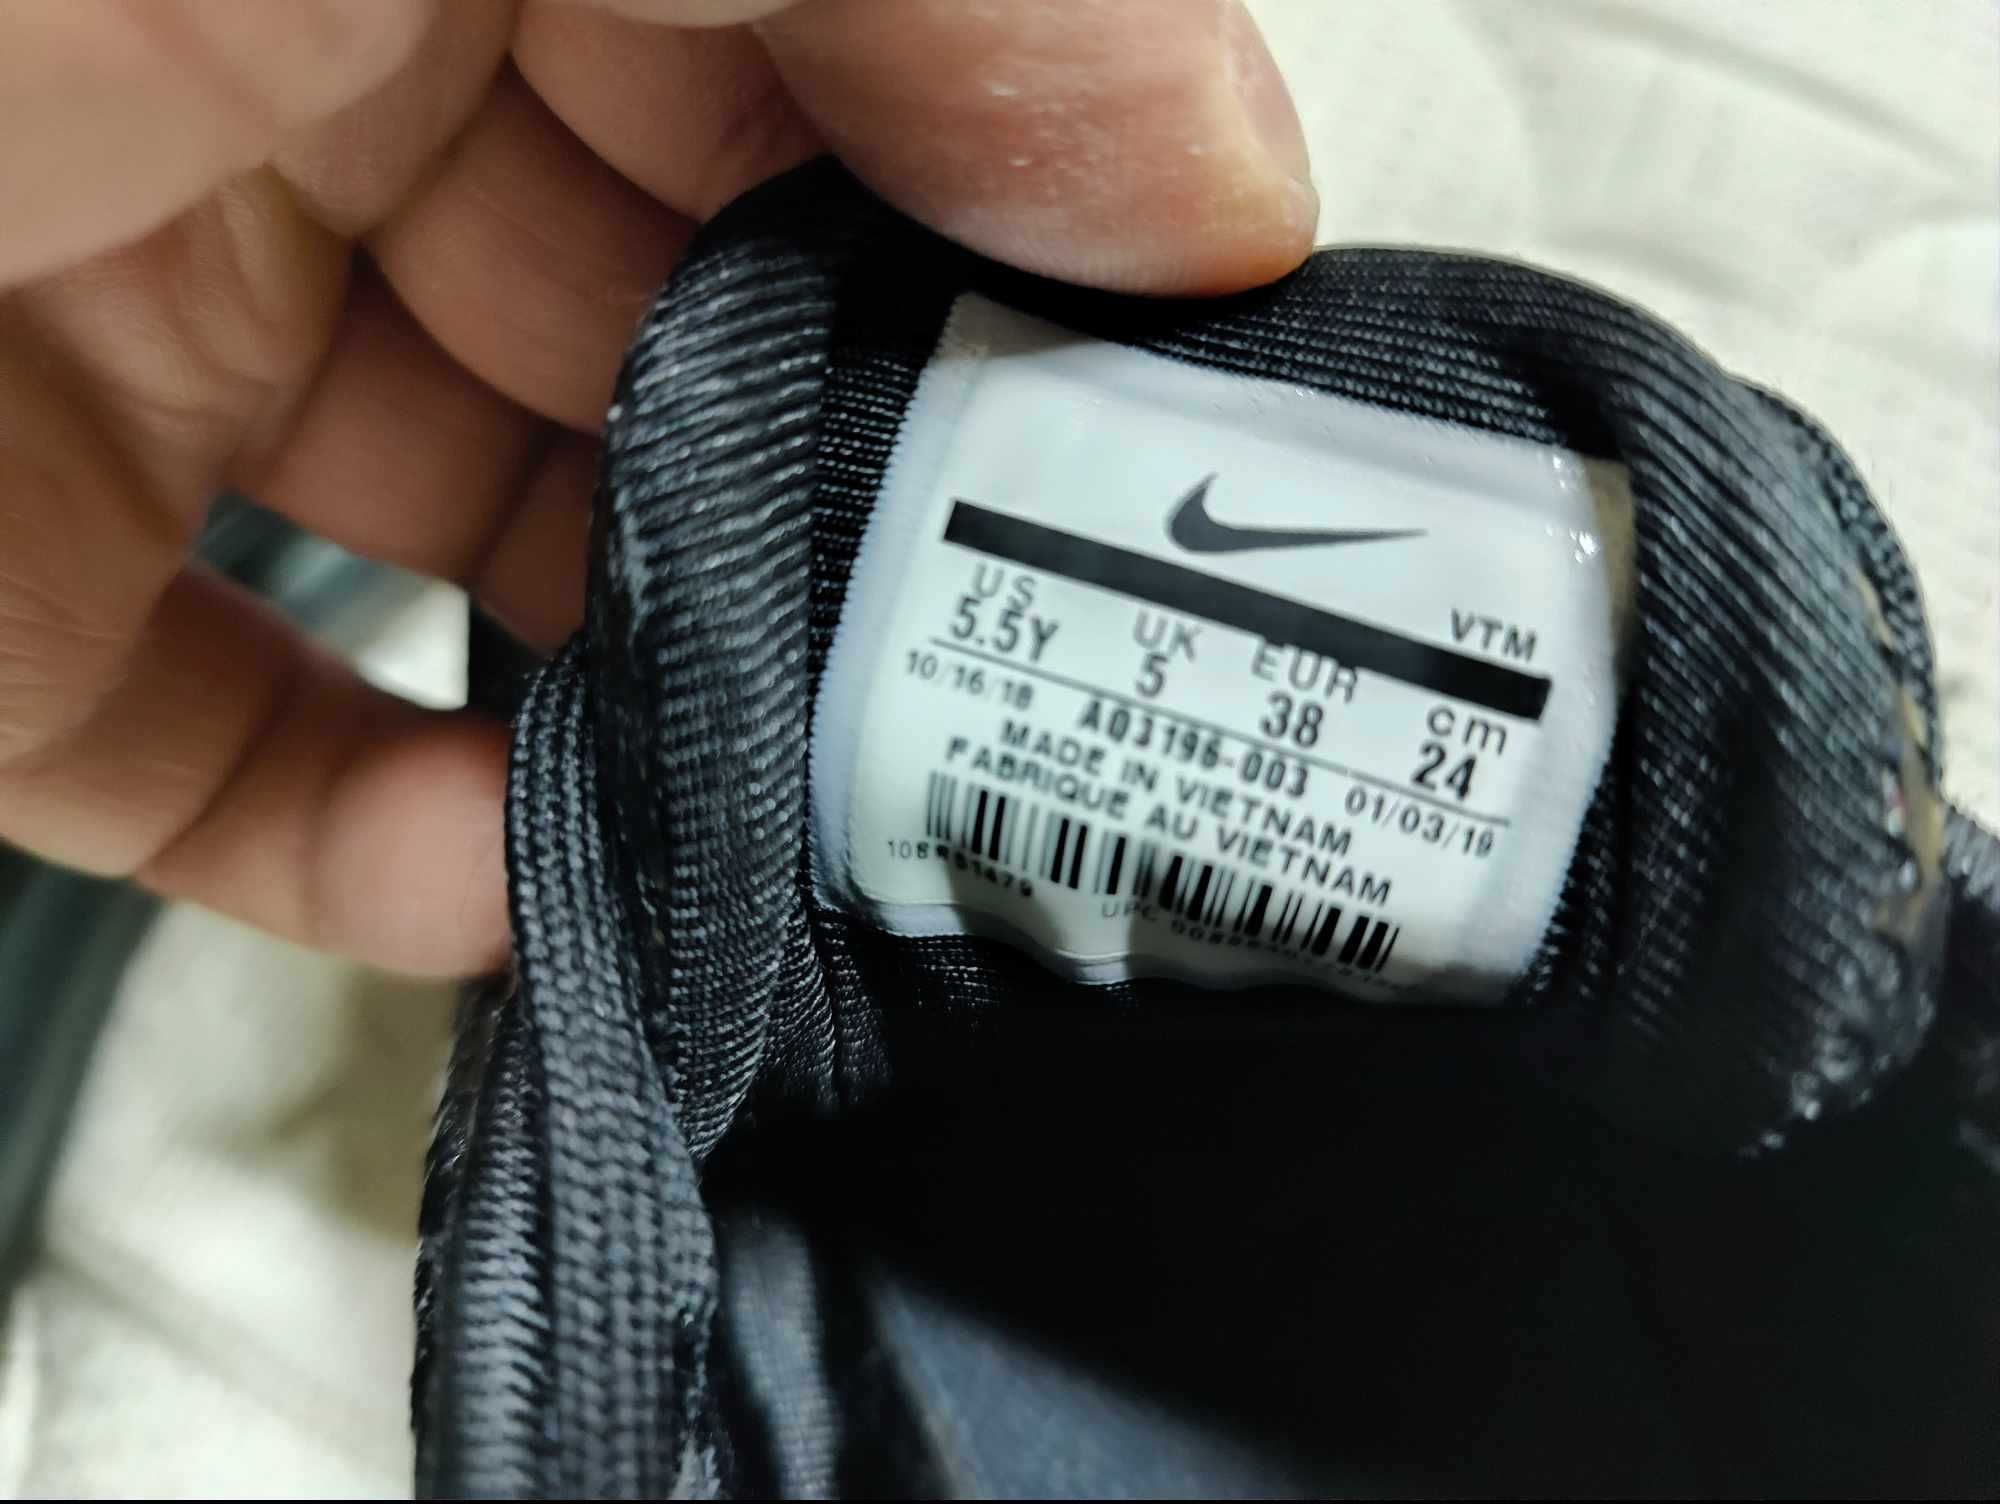 VTM
US UK EUR cm
5.5Y 5 38 24
10/16/18 AQ3196-003 01/03/19
MADE IN VIETNAM
FABRIQUE AU VIETNAM
UPC